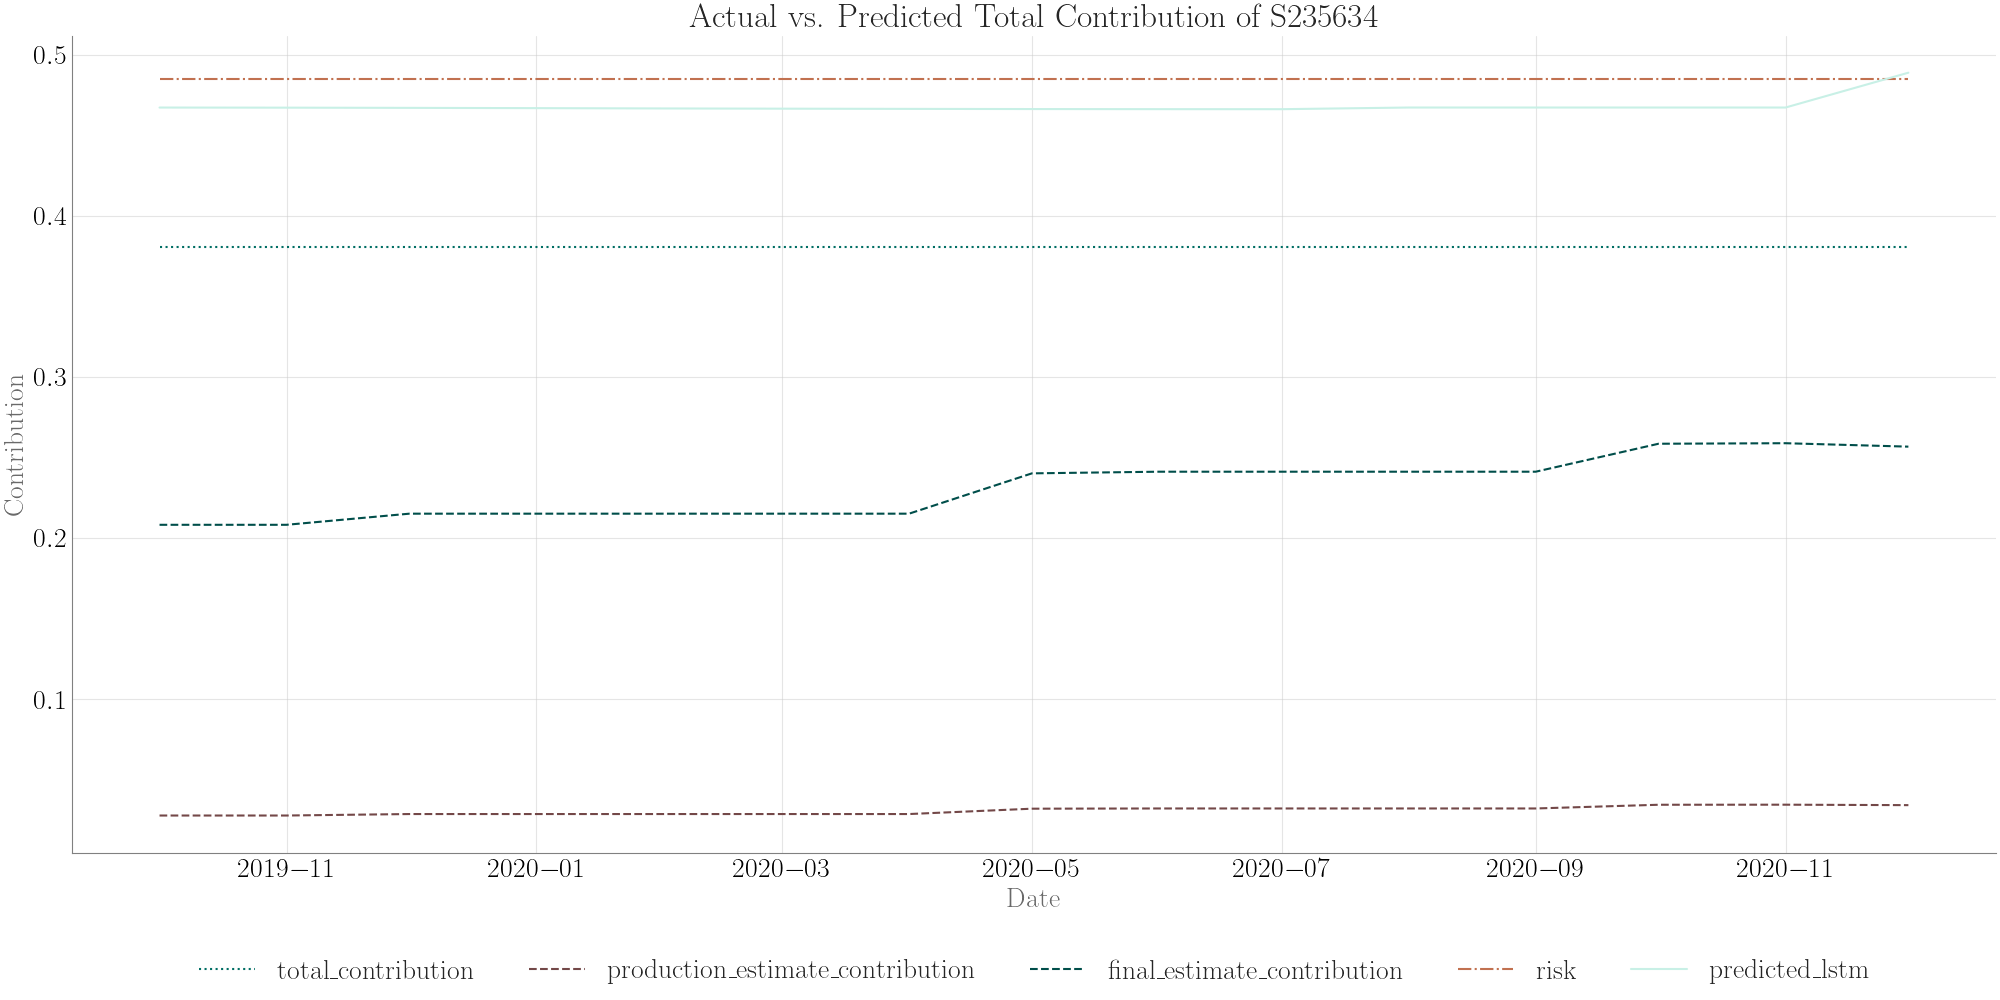 Actual vs. Predicted Total Contribution of S235634
0.5
0.4
0.3
0.2
0.1
Contribution
2019–11 2020–01 2020–03 2020–05 2020–07 2020–09 2020–11
Date
total_contribution production_estimate_contribution final_estimate_contribution risk predicted_lstm